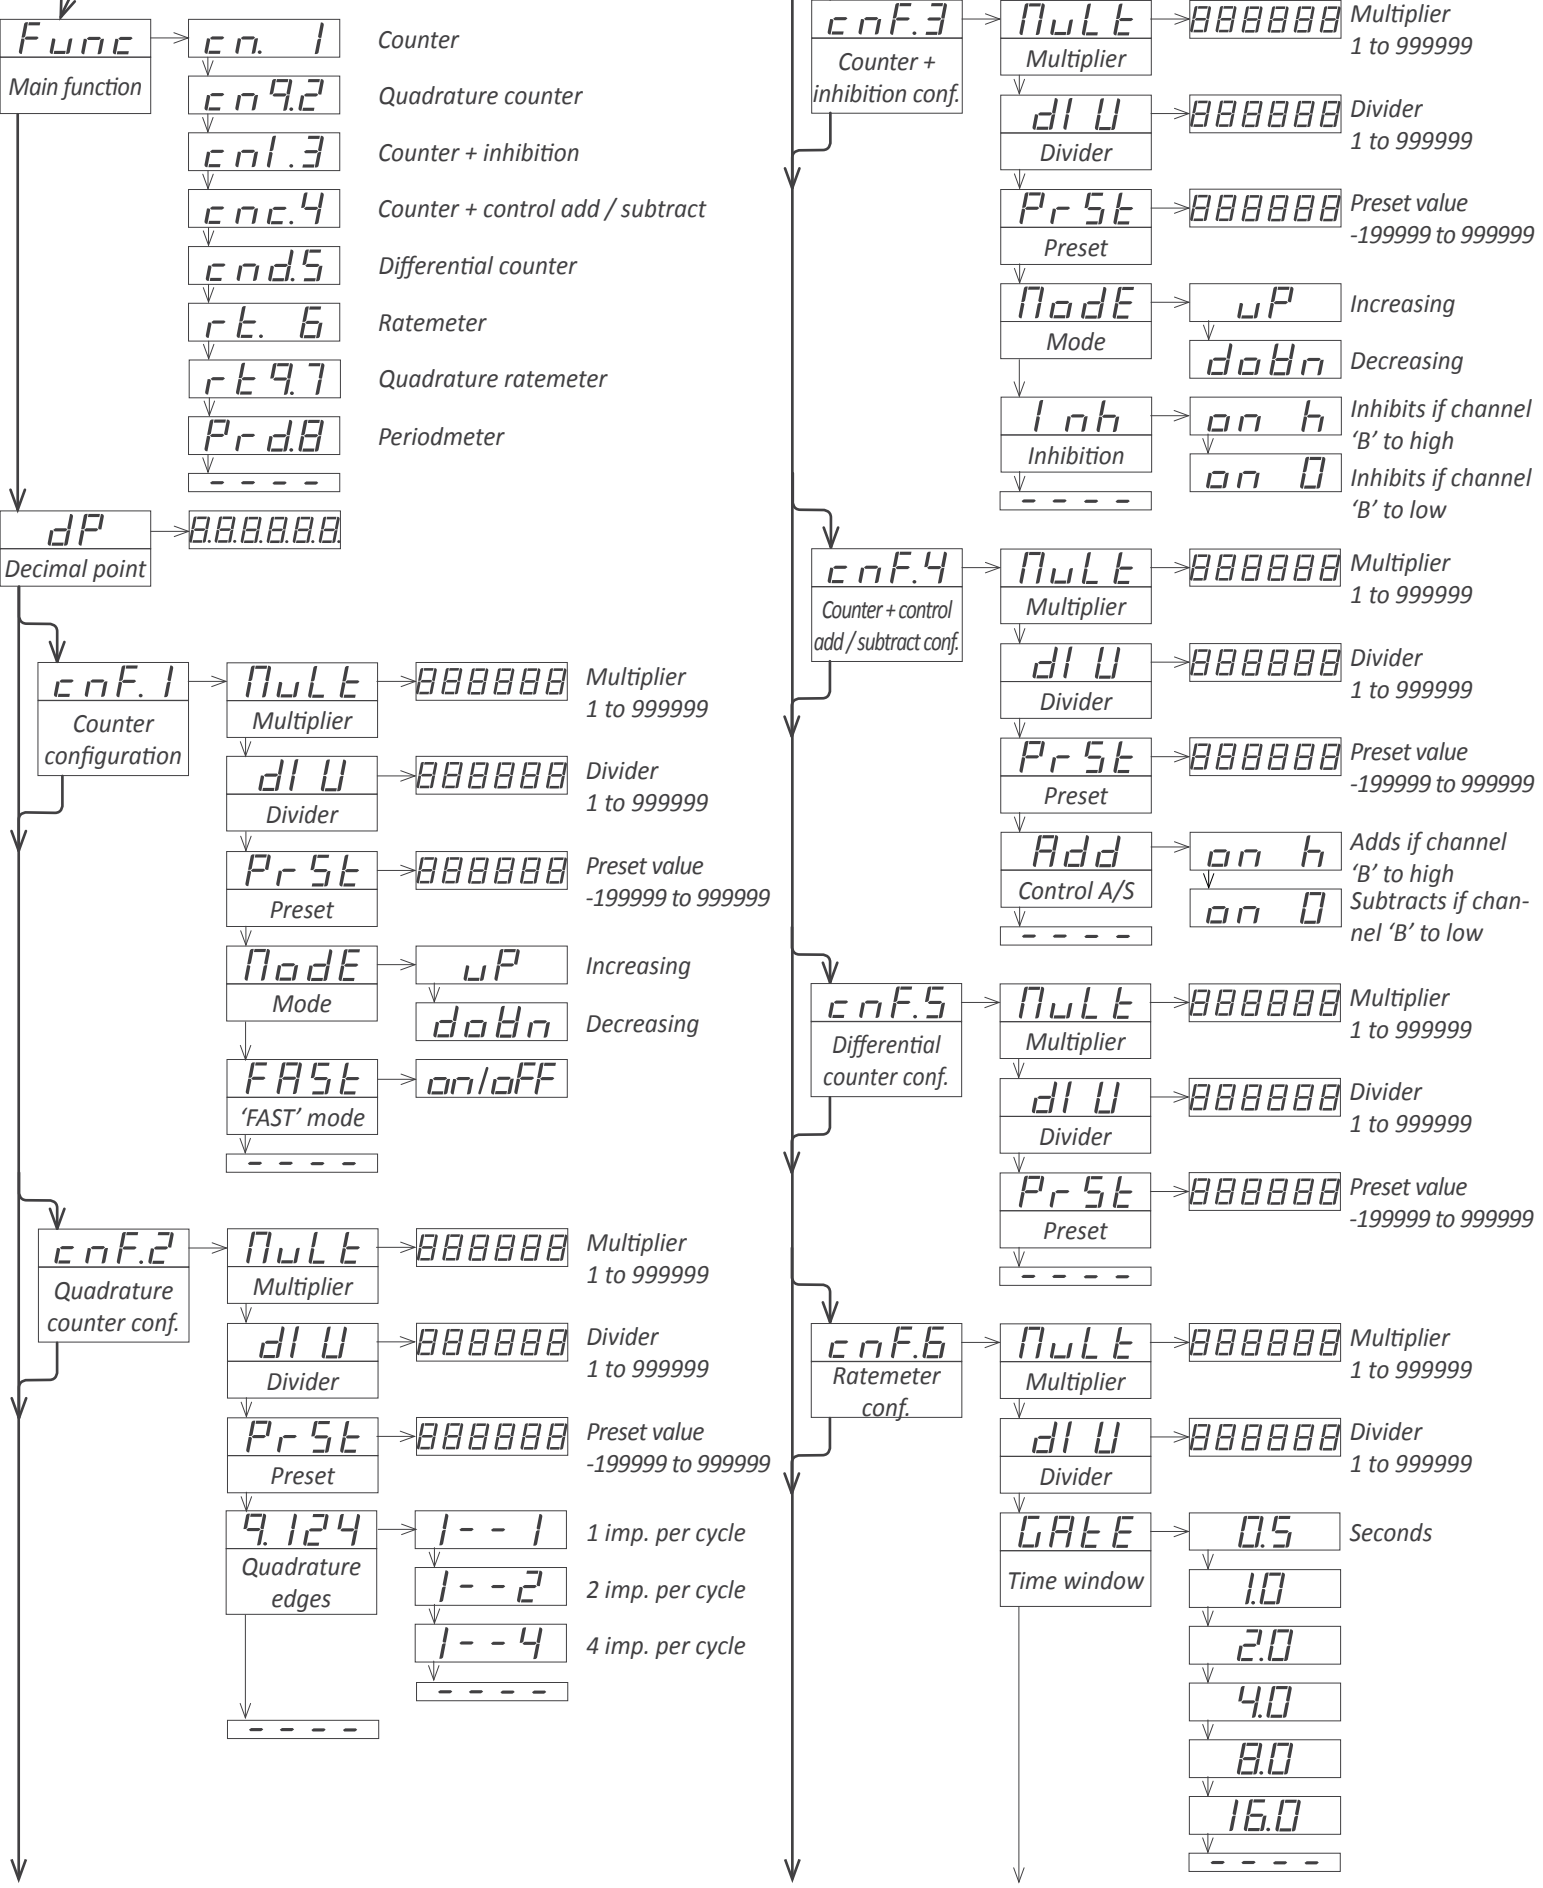 Func
Main function
cn. 1
Counter
cn9.2
Quadrature counter
cnI.3
Counter + inhibition
cnc.4
Counter + control add / subtract
cnd.5
Differential counter
rt. 6
Ratemeter
rt9.7
Quadrature ratemeter
Prd.8
Periodmeter
- - - -
dP
Decimal point
8.8.8.8.8.8.
cnF.1
Counter
configuration
MuLt
Multiplier
888888
Multiplier
1 to 999999
dIV
Divider
888888
Divider
1 to 999999
PrSt
Preset
888888
Preset value
-199999 to 999999
ModE
Mode
uP
Increasing
doWn
Decreasing
FASt
‘FAST’ mode
on/oFF
- - - -
cnF.2
Quadrature
counter conf.
MuLt
Multiplier
888888
Multiplier
1 to 999999
dIV
Divider
888888
Divider
1 to 999999
PrSt
Preset
888888
Preset value
-199999 to 999999
9.124
Quadrature
edges
1--1
1 imp. per cycle
1--2
2 imp. per cycle
1--4
4 imp. per cycle
- - - -
- - - -
cnF.3
Counter +
inhibition conf.
MuLt
Multiplier
888888
Multiplier
1 to 999999
dIV
Divider
888888
Divider
1 to 999999
PrSt
Preset
888888
Preset value
-199999 to 999999
ModE
Mode
uP
Increasing
doWn
Decreasing
Inh
Inhibition
on h
Inhibits if channel
‘B’ to high
on 0
Inhibits if channel
‘B’ to low
- - - -
cnF.4
Counter + control
add / subtract conf.
MuLt
Multiplier
888888
Multiplier
1 to 999999
dIV
Divider
888888
Divider
1 to 999999
PrSt
Preset
888888
Preset value
-199999 to 999999
Add
Control A/S
on h
Adds if channel
‘B’ to high
on 0
Subtracts if chan-
nel ‘B’ to low
- - - -
cnF.5
Differential
counter conf.
MuLt
Multiplier
888888
Multiplier
1 to 999999
dIV
Divider
888888
Divider
1 to 999999
PrSt
Preset
888888
Preset value
-199999 to 999999
- - - -
cnF.6
Ratemeter
conf.
MuLt
Multiplier
888888
Multiplier
1 to 999999
dIV
Divider
888888
Divider
1 to 999999
GAtE
Time window
0.5
Seconds
1.0
2.0
4.0
8.0
16.0
- - - -